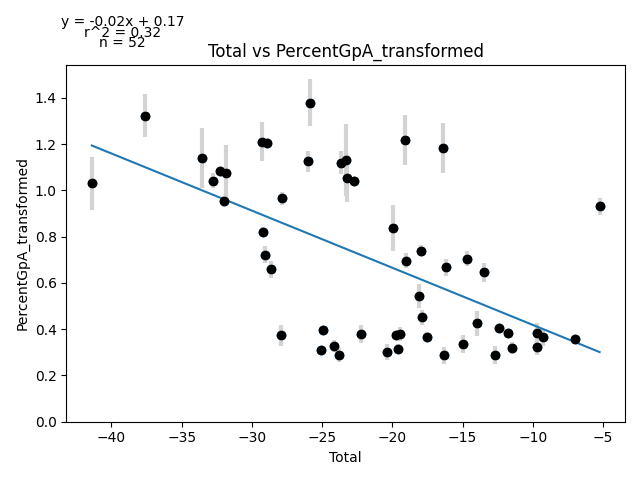 y = -0.02x + 0.17
r^2 = 0.32
n = 52
Total vs PercentGpA_transformed
PercentGpA_transformed
1.4
1.2
1.0
0.8
0.6
0.4
0.2
0.0
−40 −35 −30 −25 −20 −15 −10 −5
Total